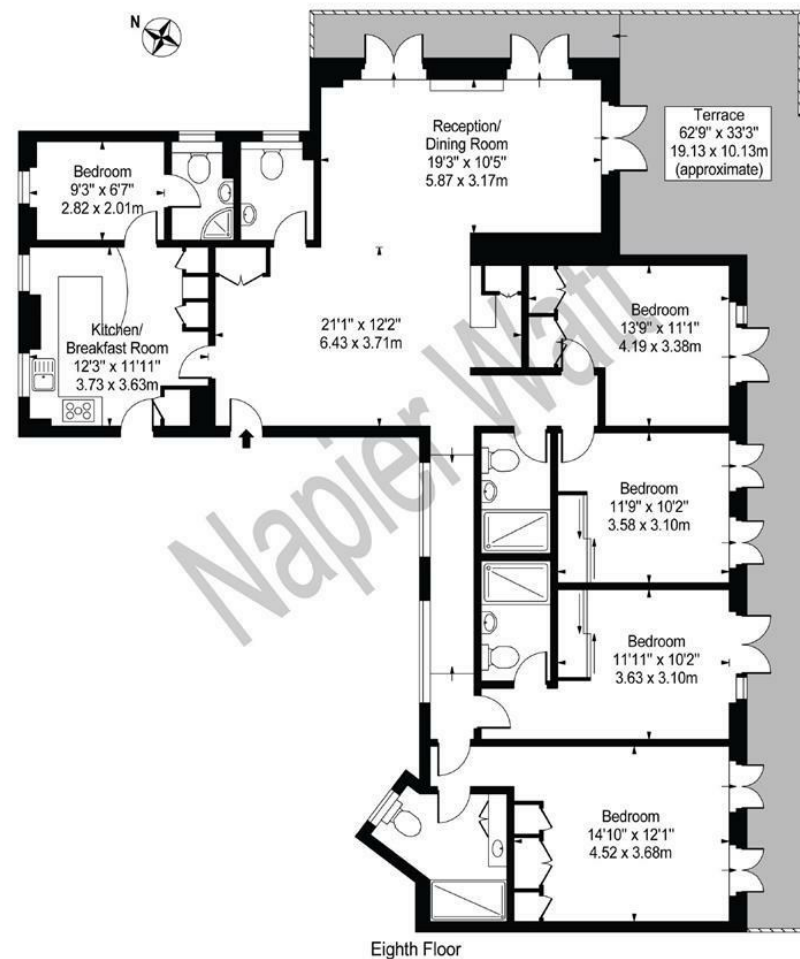 N
Reception/
Dining Room
19'3" x 10'5"
5.87 x 3.17m
Terrace
62'9" x 33'3"
19.13 x 10.13m
(approximate)
Bedroom
9'3" x 6'7"
2.82 x 2.01m
Kitchen/
Breakfast Room
12'3" x 11'11"
3.73 x 3.63m
21'1" x 12'2"
6.43 x 3.71m
Bedroom
13'9" x 11'1"
4.19 x 3.38m
Bedroom
11'9" x 10'2"
3.58 x 3.10m
Bedroom
11'11" x 10'2"
3.63 x 3.10m
Bedroom
14'10" x 12'1"
4.52 x 3.68m
Napier Watt
Eighth Floor